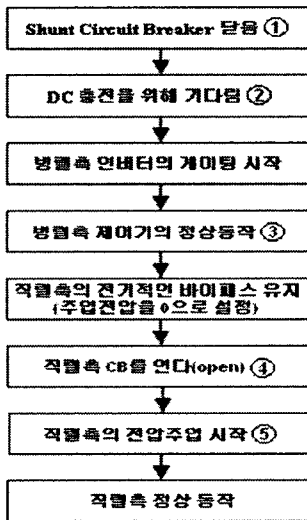 Shunt Circuit Breaker 닫음 ①
DC 충전을 위해 기다림 ②
병렬측 인버터의 게이팅 시작
병렬측 제어기의 정상동작 ③
직렬측의 전기적인 바이패스 유지
(주입전압을 0으로 설정)
직렬측 CB를 연다(open) ④
직렬측의 전압주입 시작 ⑤
직렬측 정상 동작